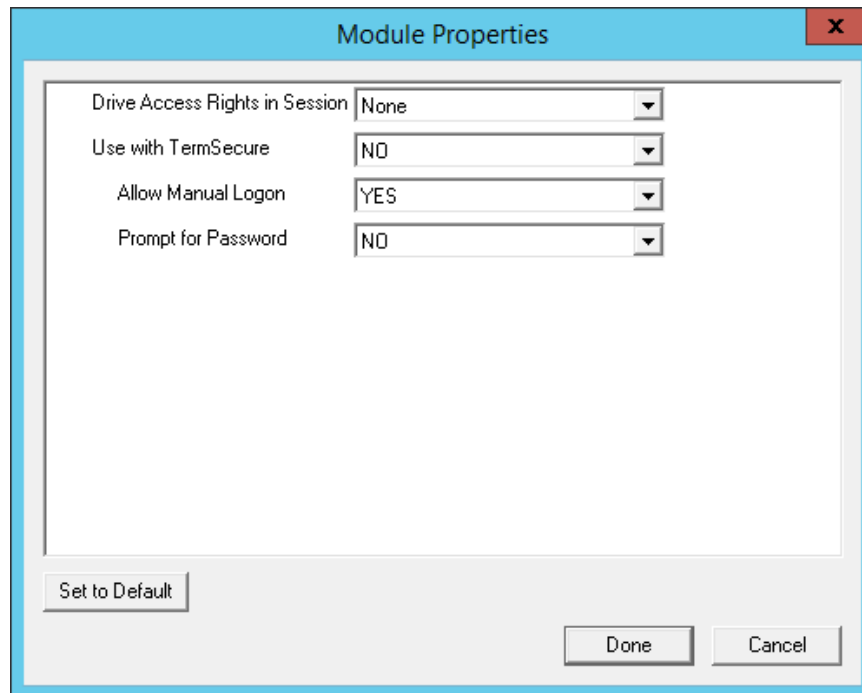 Module Properties
x
Drive Access Rights in Session None
Use with TermSecure NO
Allow Manual Logon YES
Prompt for Password NO
Set to Default
Done Cancel